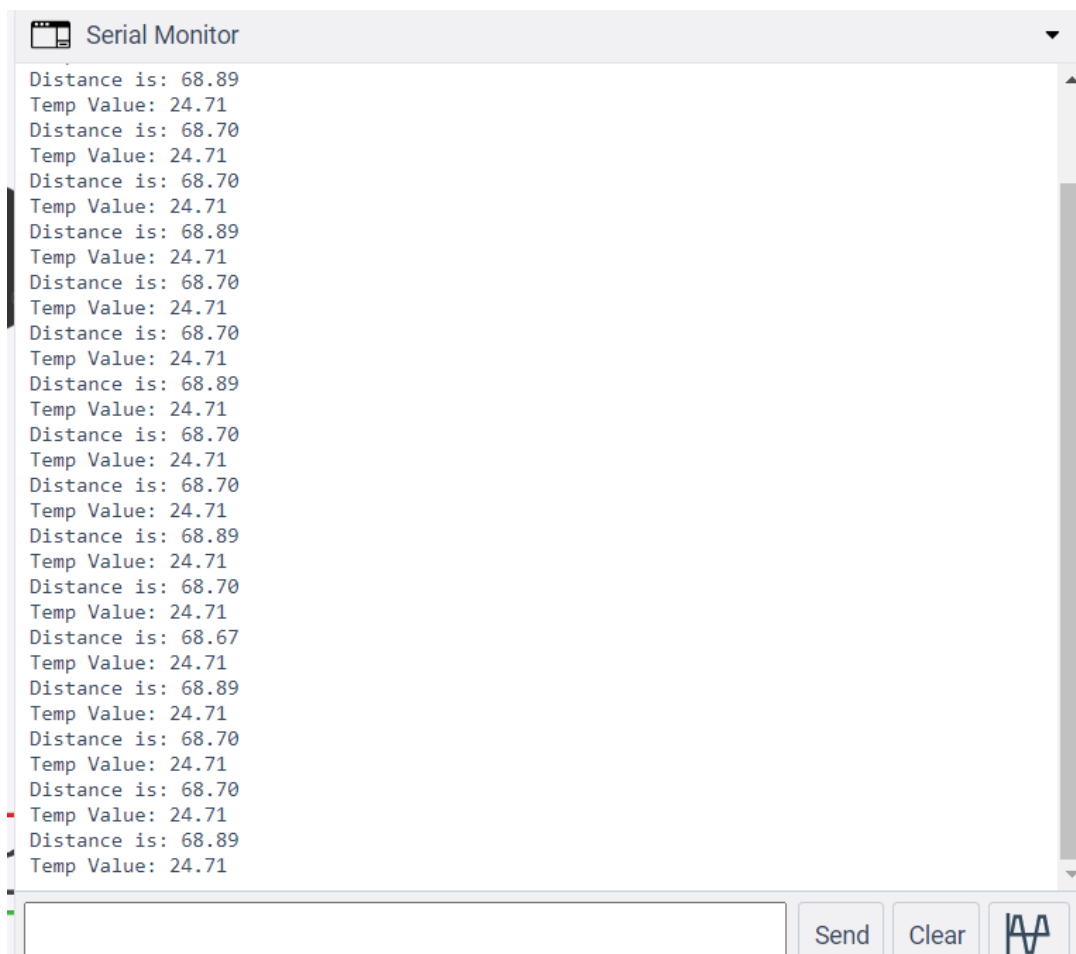 Serial Monitor
Distance is: 68.89
Temp Value: 24.71
Distance is: 68.70
Temp Value: 24.71
Distance is: 68.70
Temp Value: 24.71
Distance is: 68.89
Temp Value: 24.71
Distance is: 68.70
Temp Value: 24.71
Distance is: 68.70
Temp Value: 24.71
Distance is: 68.89
Temp Value: 24.71
Distance is: 68.70
Temp Value: 24.71
Distance is: 68.70
Temp Value: 24.71
Distance is: 68.89
Temp Value: 24.71
Distance is: 68.70
Temp Value: 24.71
Distance is: 68.67
Temp Value: 24.71
Distance is: 68.89
Temp Value: 24.71
Distance is: 68.70
Temp Value: 24.71
Distance is: 68.70
Temp Value: 24.71
Distance is: 68.89
Temp Value: 24.71
Send Clear